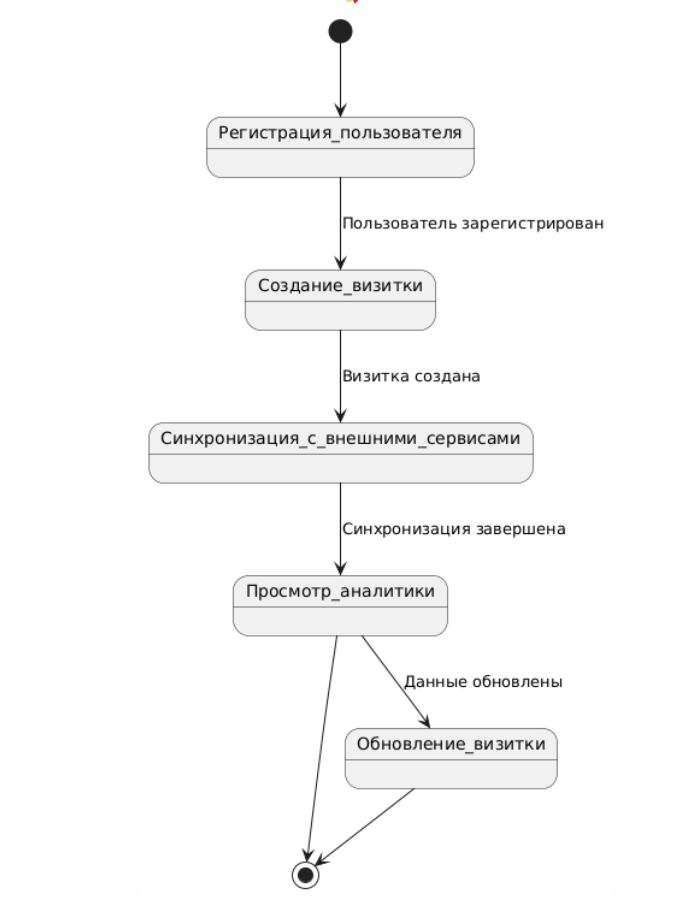 Регистрация_пользователя
Пользователь зарегистрирован
Создание_визитки
Визитка создана
Синхронизация_с_внешними_сервисами
Синхронизация завершена
Просмотр_аналитики
Данные обновлены
Обновление_визитки